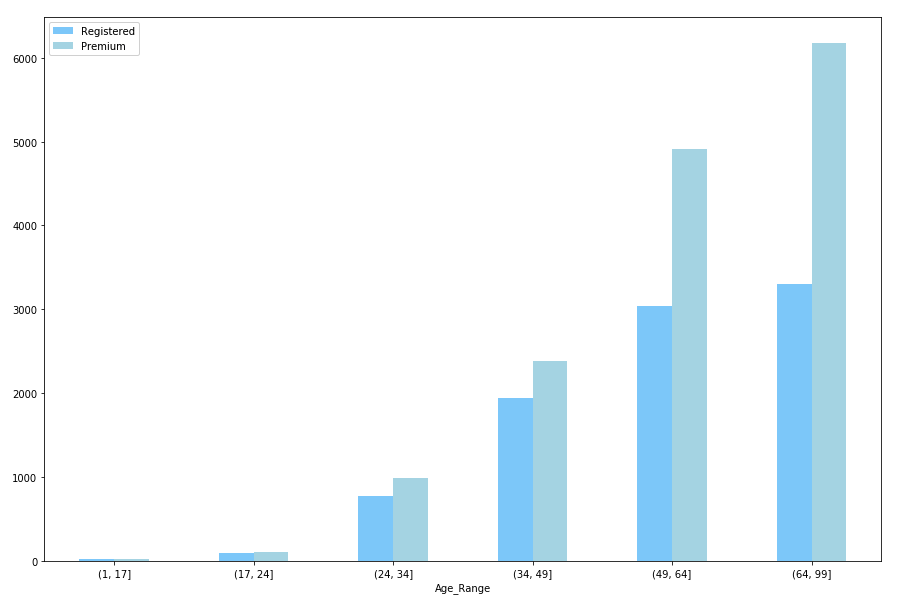 Registered
Premium
6000
5000
4000
3000
2000
1000
0
(1, 17] (17, 24] (24, 34] (34, 49] (49, 64] (64, 99]
Age_Range